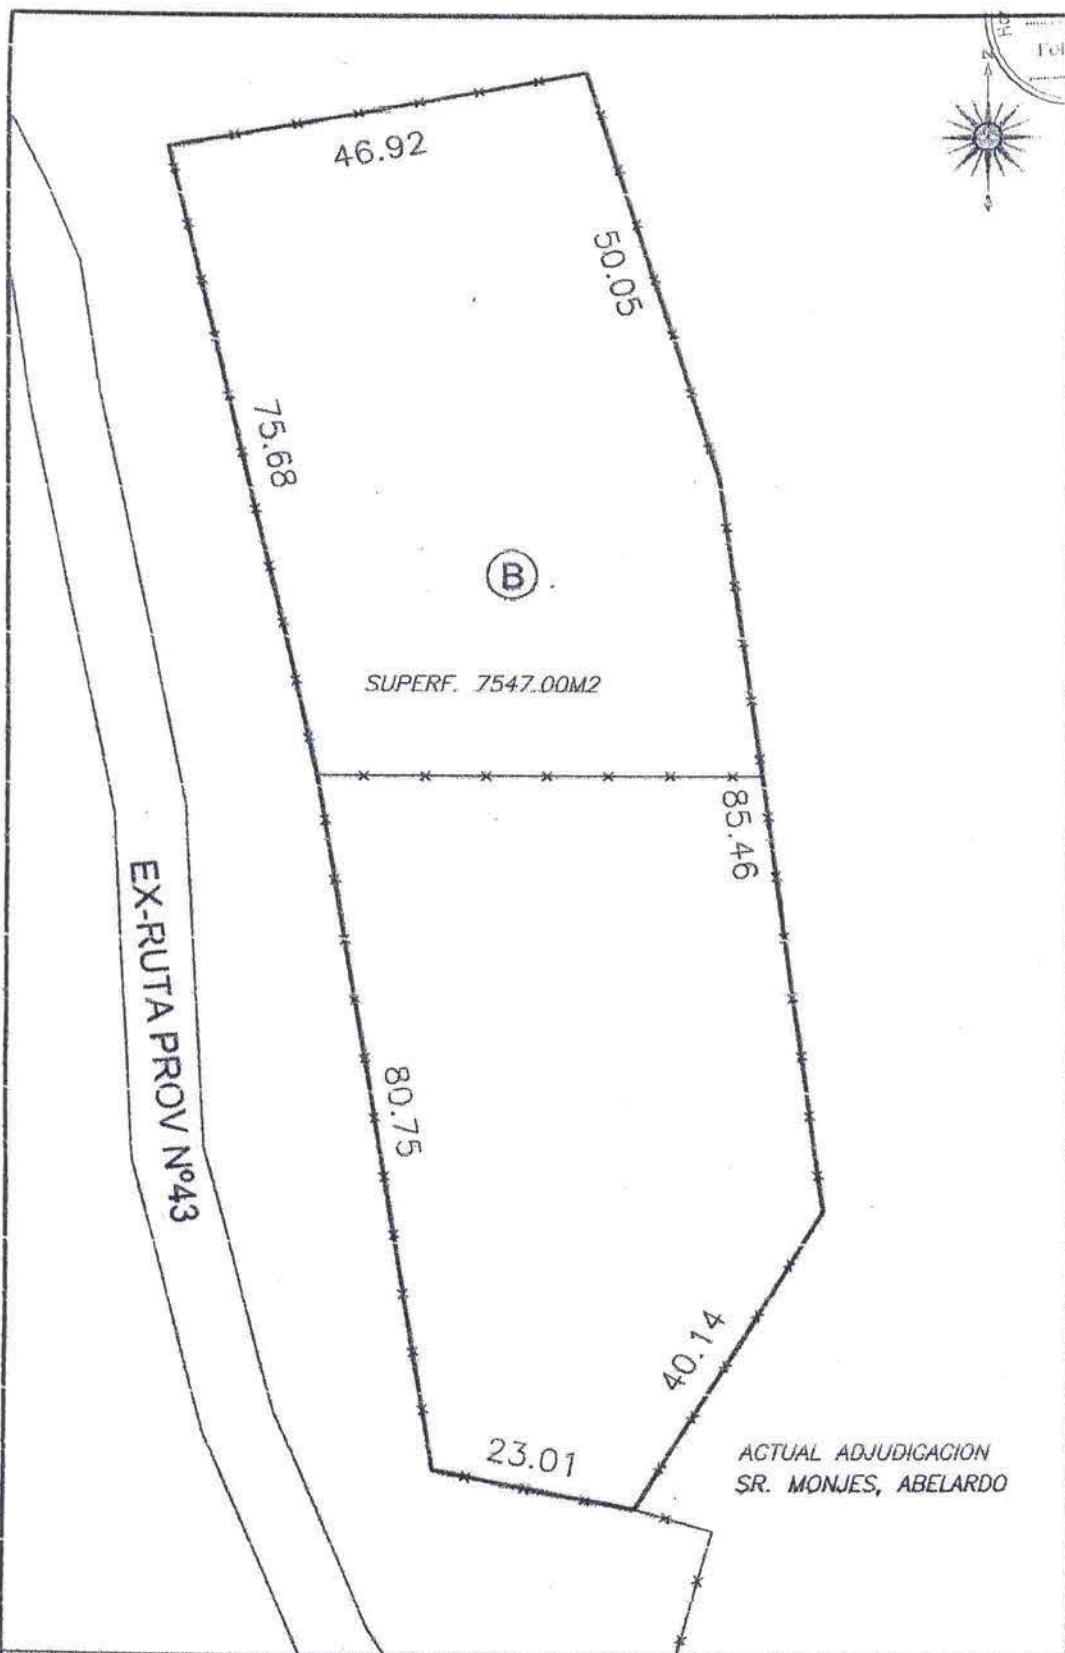 Fol
N
46.92
50.05
75.68
B
SUPERF. 7547.00M2
85.46
EX-RUTA PROV Nº43
80.75
40.14
23.01
ACTUAL ADJUDICACION
SR. MONJES, ABELARDO